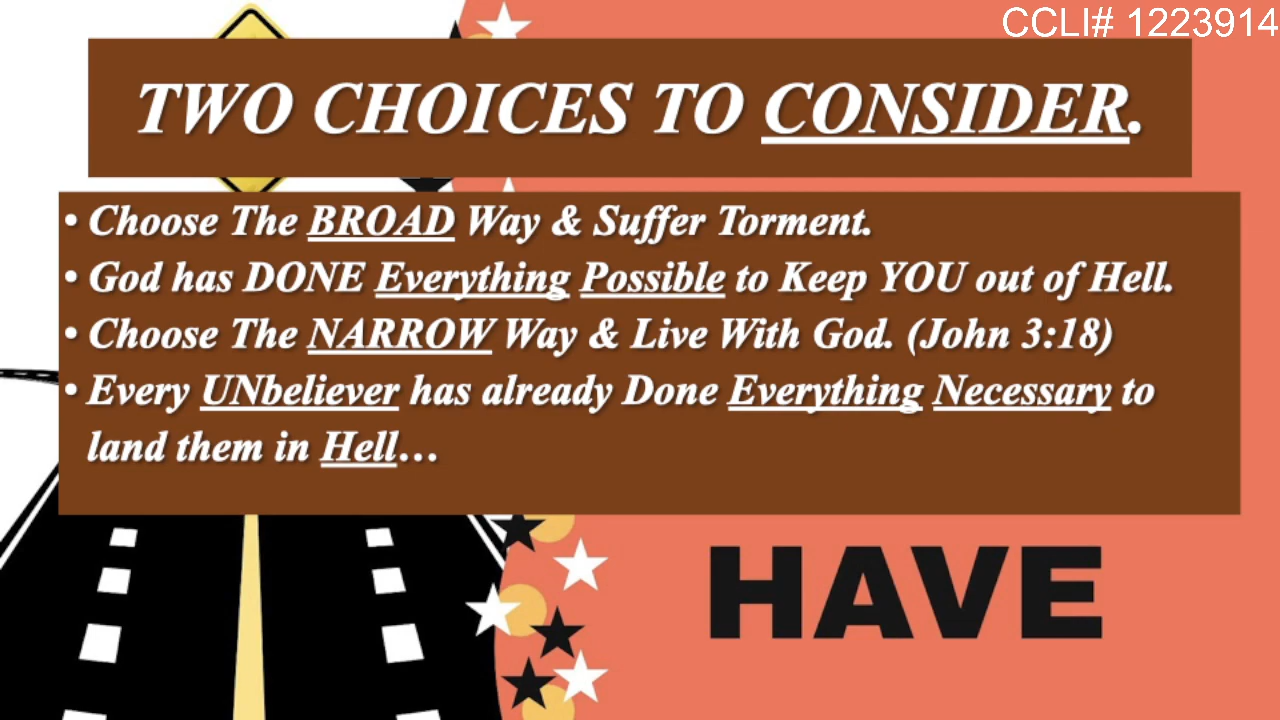 CCLI# 1223914
TWO CHOICES TO CONSIDER.
• Choose The BROAD Way & Suffer Torment.
• God has DONE Everything Possible to Keep YOU out of Hell.
• Choose The NARROW Way & Live With God. (John 3:18)
• Every UNbeliever has already Done Everything Necessary to
land them in Hell...
HAVE